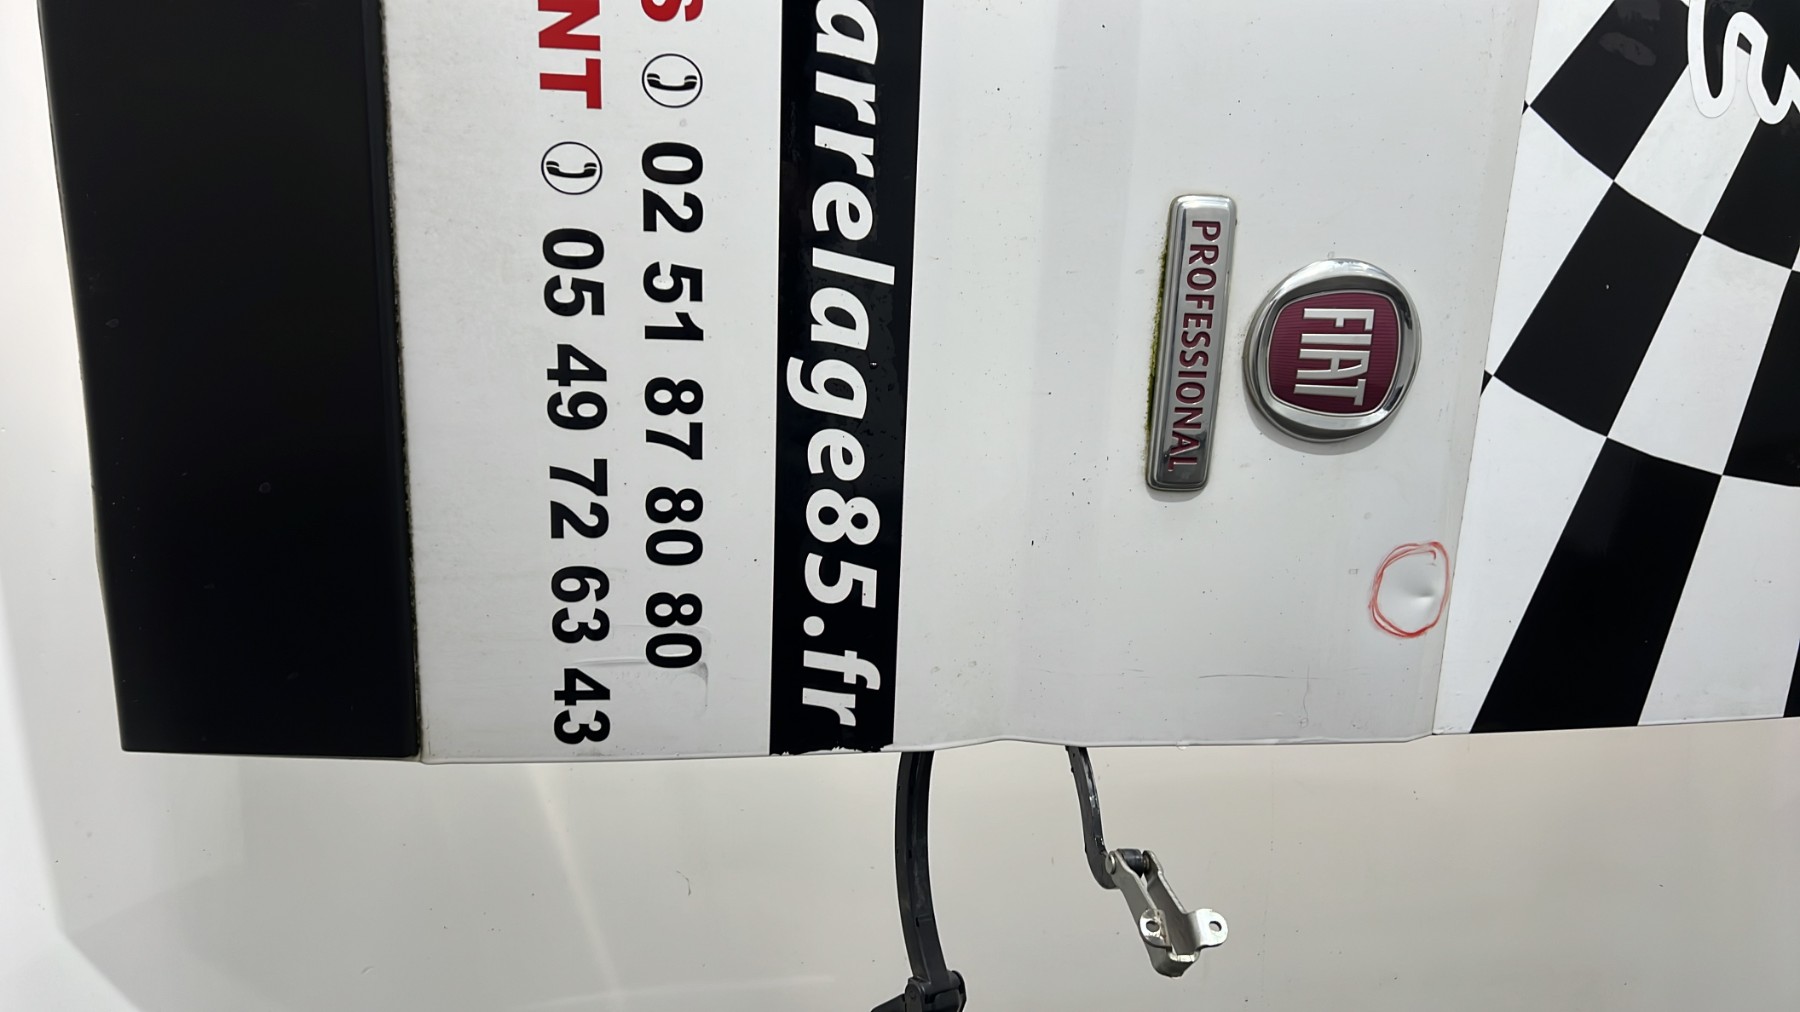 FIAT
PROFESSIONAL
arrelage85.fr
S 02 51 87 80 80
NT 05 49 72 63 43